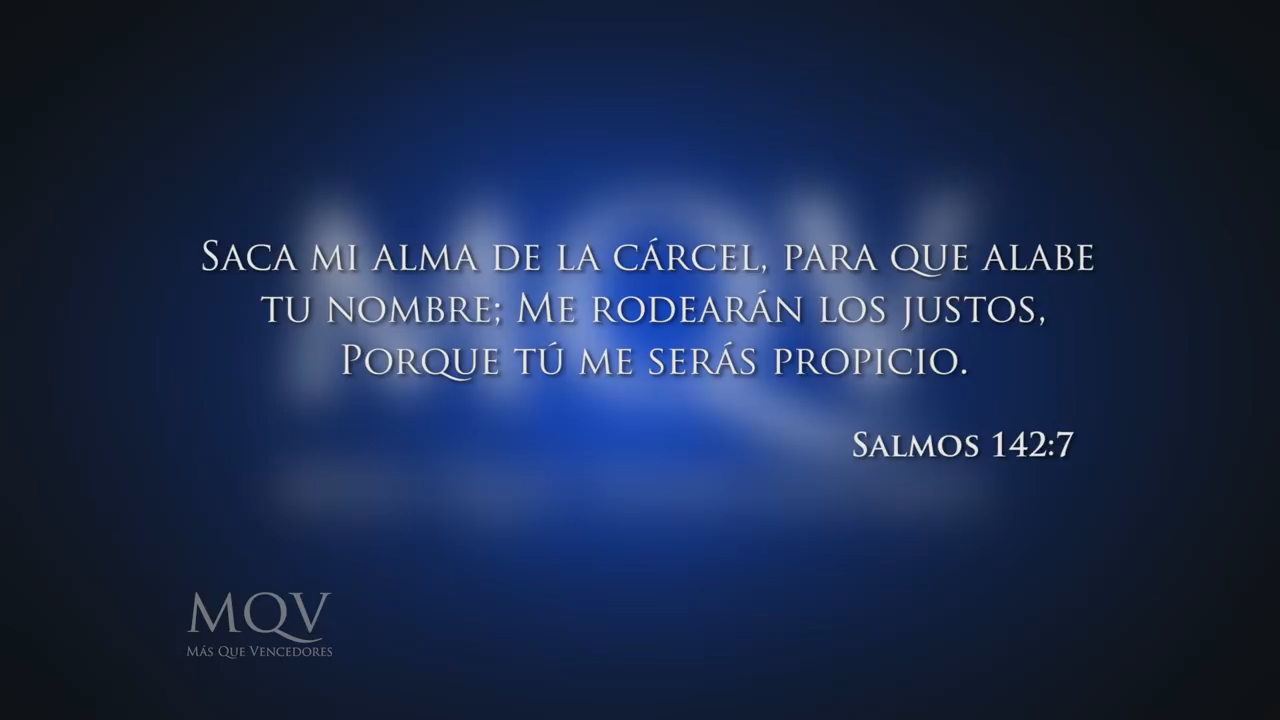 Saca mi alma de la cárcel, para que alabe
tu nombre; Me rodearán los justos,
Porque tú me serás propicio.
Salmos 142:7
MQV
Más Que Vencedores